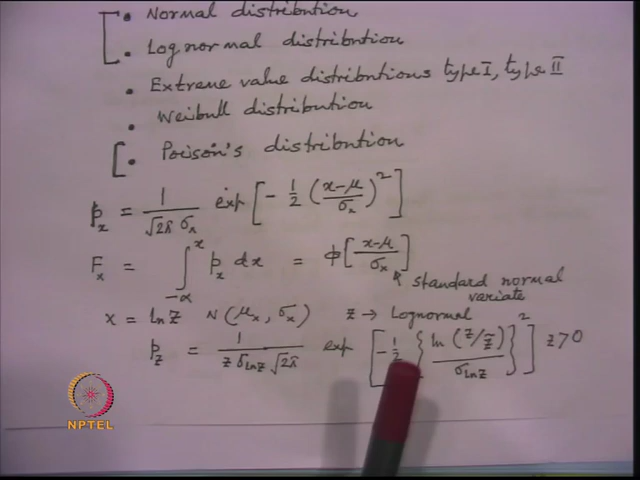 • Normal distribution
• Log normal distribution
• Extreme value distributions type I, type II
• Weibull distribution
• Poison's distribution
p_x = 1/(√2π σ_x) exp[-1/2 ((x-μ)/σ_x)^2]
F_x = ∫_{-α}^{x} p_x dx = ϕ[(x-μ)/σ_x]
standard normal variate
x = ln z N(μ_x, σ_x) z → Lognormal
p_z = 1/(z σ_lnz √2π) exp[-1/2 {ln(z/z̃)/σ_lnz}^2] z>0
NPTEL